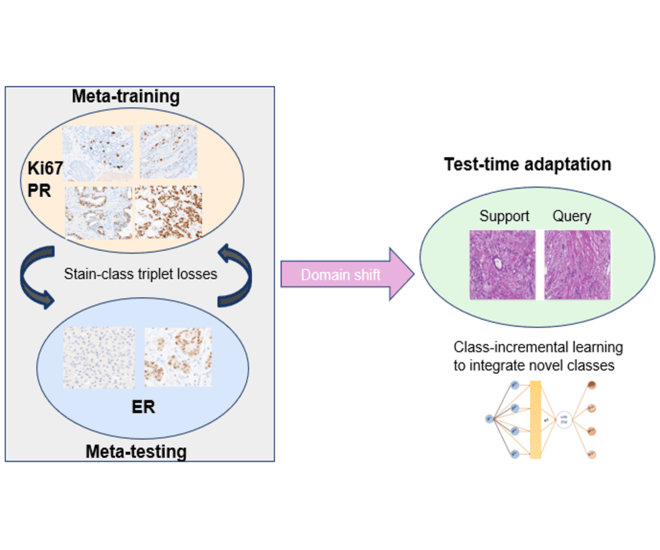 Meta-training
Ki67
PR
Stain-class triplet losses
ER
Meta-testing
Domain shift
Test-time adaptation
Support Query
Class-incremental learning
to integrate novel classes